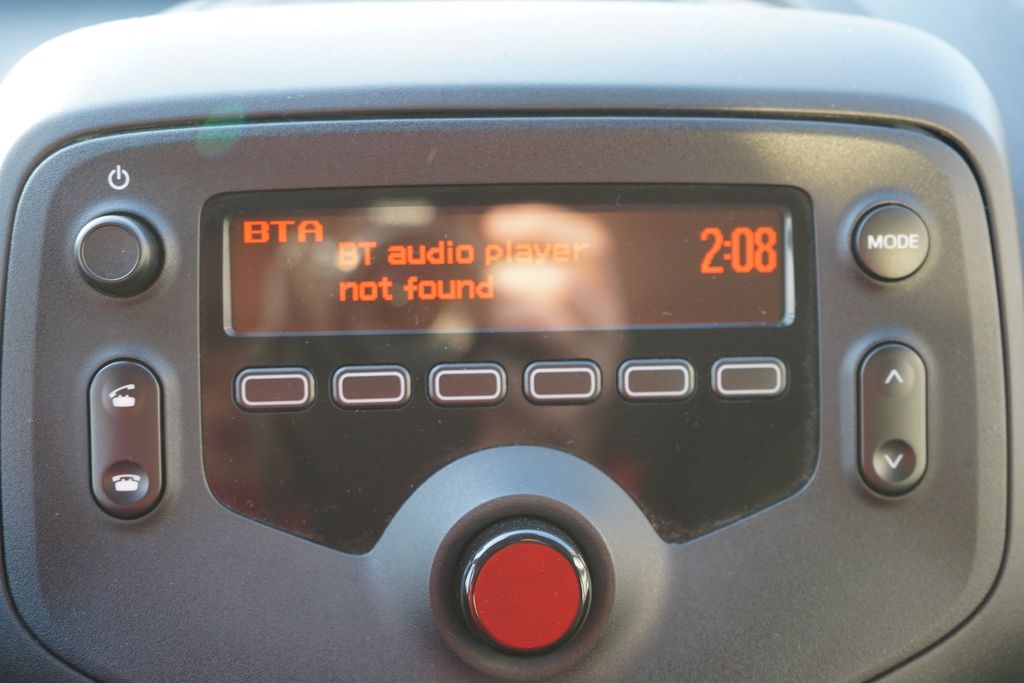 BTA
BT audio player
not found
2:08
MODE